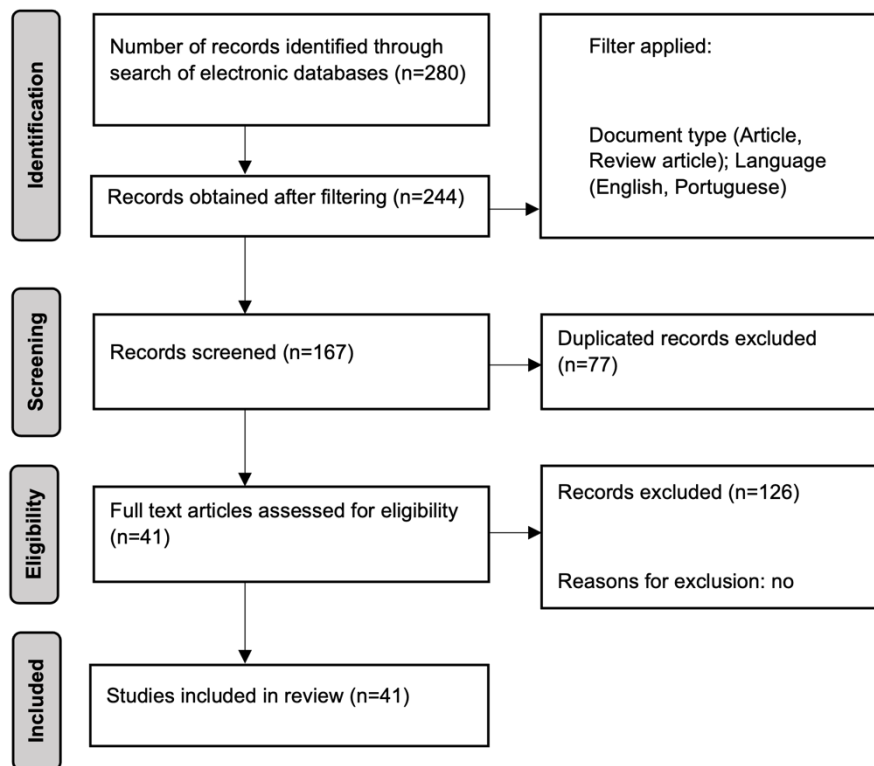 Identification
Number of records identified through
search of electronic databases (n=280)
Filter applied:
Document type (Article,
Review article); Language
(English, Portuguese)
Records obtained after filtering (n=244)
Screening
Records screened (n=167)
Duplicated records excluded
(n=77)
Eligibility
Full text articles assessed for eligibility
(n=41)
Records excluded (n=126)
Reasons for exclusion: no
Included
Studies included in review (n=41)